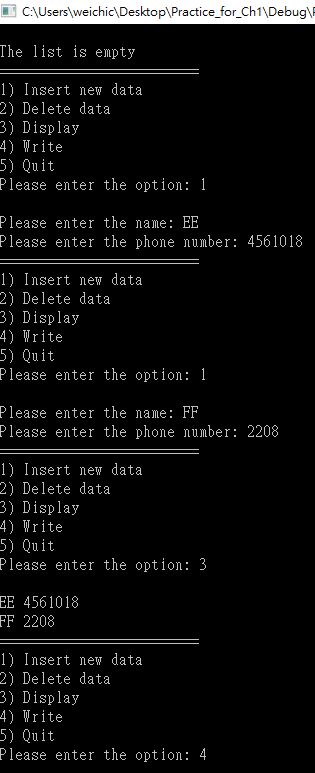 C:\Users\weichic\Desktop\Practice_for_Ch1\Debug\
The list is empty
====================
1) Insert new data
2) Delete data
3) Display
4) Write
5) Quit
Please enter the option: 1
Please enter the name: EE
Please enter the phone number: 4561018
====================
1) Insert new data
2) Delete data
3) Display
4) Write
5) Quit
Please enter the option: 1
Please enter the name: FF
Please enter the phone number: 2208
====================
1) Insert new data
2) Delete data
3) Display
4) Write
5) Quit
Please enter the option: 3
EE 4561018
FF 2208
====================
1) Insert new data
2) Delete data
3) Display
4) Write
5) Quit
Please enter the option: 4